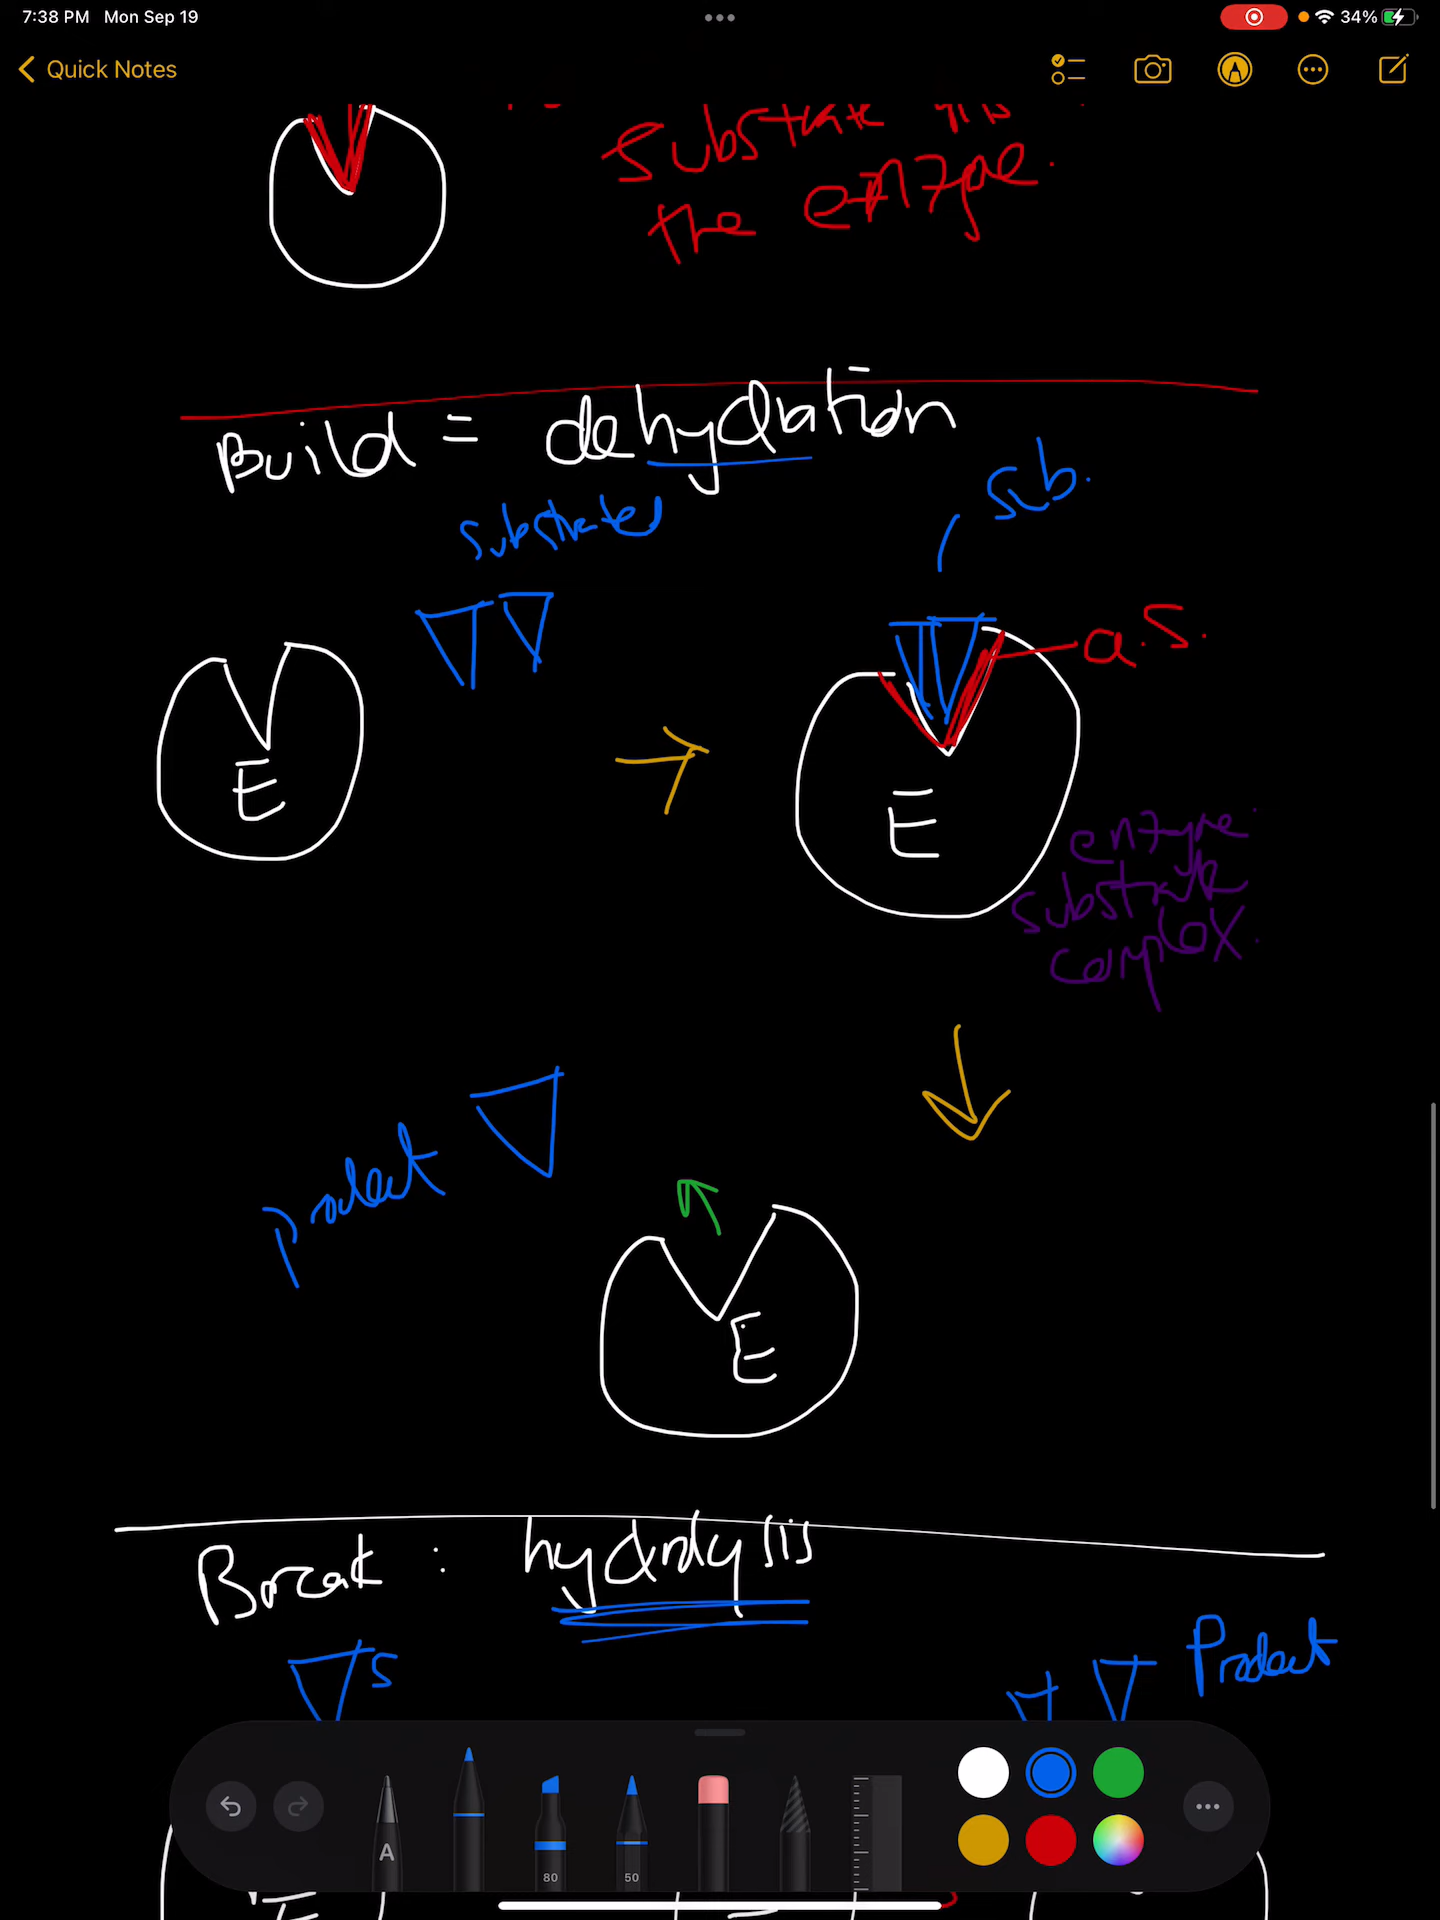 7:38 PM Mon Sep 19
34%
Quick Notes
substrate
the enzyme.
Build = dehydration
substrates
sub.
a.s.
E
E
enzyme
substrate
complex.
product
E
Break : hydrolysis
S
Product
A
80
50